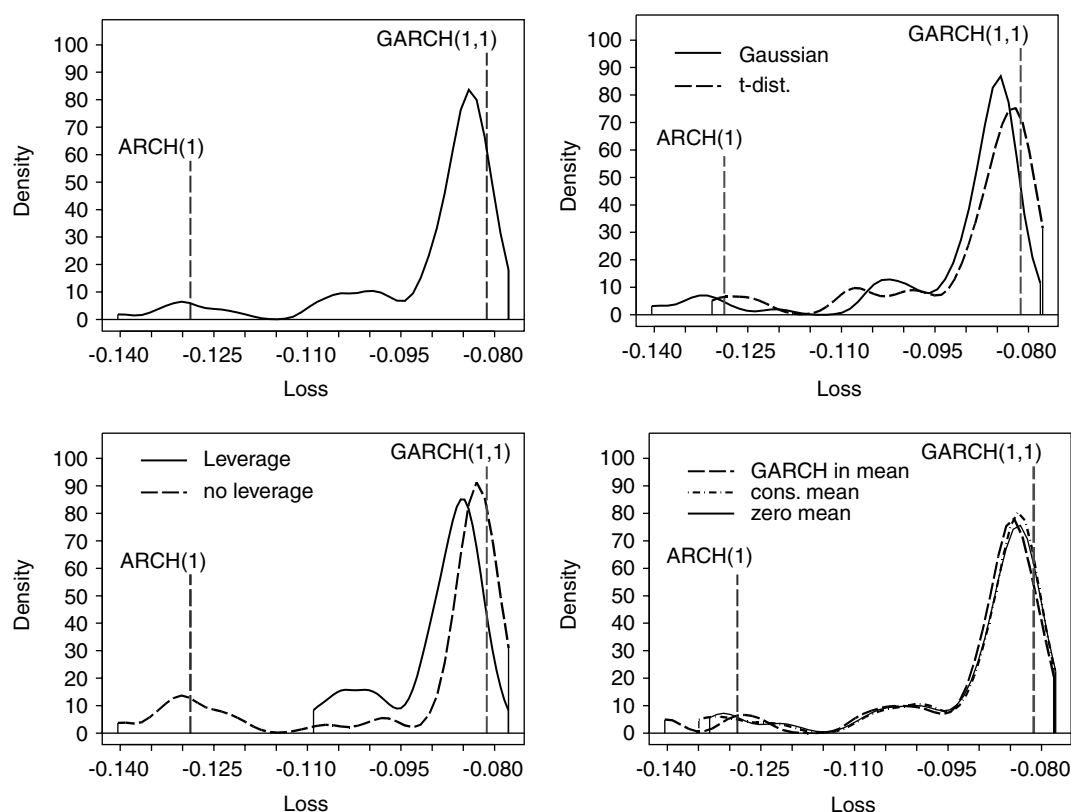 GARCH(1,1)
ARCH(1)
100
90
80
70
60
50
40
30
20
10
0
Density
-0.140 -0.125 -0.110 -0.095 -0.080
Loss
GARCH(1,1)
Gaussian
t-dist.
ARCH(1)
100
90
80
70
60
50
40
30
20
10
0
Density
-0.140 -0.125 -0.110 -0.095 -0.080
Loss
GARCH(1,1)
Leverage
no leverage
ARCH(1)
100
90
80
70
60
50
40
30
20
10
0
Density
-0.140 -0.125 -0.110 -0.095 -0.080
Loss
GARCH(1,1)
GARCH in mean
cons. mean
zero mean
ARCH(1)
100
90
80
70
60
50
40
30
20
10
0
Density
-0.140 -0.125 -0.110 -0.095 -0.080
Loss